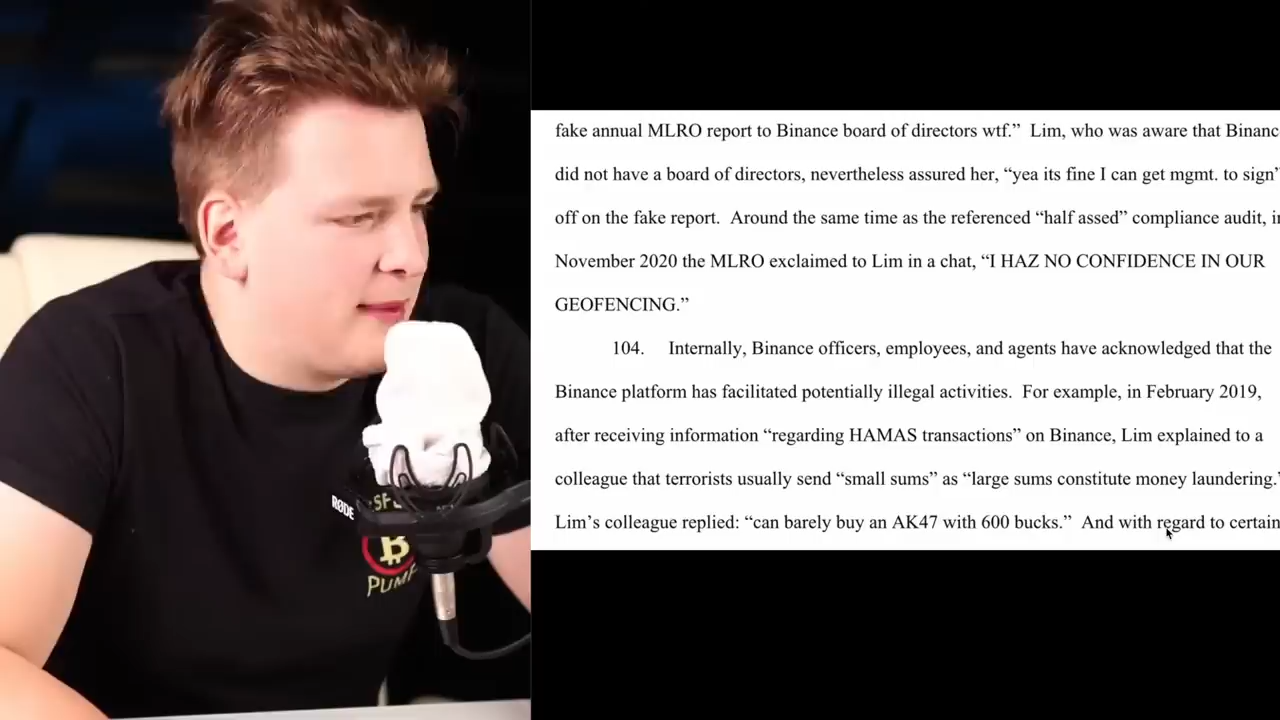 fake annual MLRO report to Binance board of directors wtf.” Lim, who was aware that Binanc
did not have a board of directors, nevertheless assured her, “yea its fine I can get mgmt. to sign”
off on the fake report. Around the same time as the referenced “half assed” compliance audit, in
November 2020 the MLRO exclaimed to Lim in a chat, “I HAZ NO CONFIDENCE IN OUR
GEOFENCING.”
104. Internally, Binance officers, employees, and agents have acknowledged that the
Binance platform has facilitated potentially illegal activities. For example, in February 2019,
after receiving information “regarding HAMAS transactions” on Binance, Lim explained to a
colleague that terrorists usually send “small sums” as “large sums constitute money laundering.”
Lim’s colleague replied: “can barely buy an AK47 with 600 bucks.” And with regard to certain
RØDE
B
PUMP